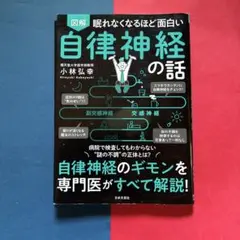 図解
眠れなくなるほど面白い
自律神経の話
順天堂大学医学部教授
小林弘幸
Hiroyuki Kobayashi
副交感神経
交感神経
病院で検査してもわからない
"謎の不調"の正体とは?
自律神経のギモンを
専門医がすべて解説!
日本文芸社